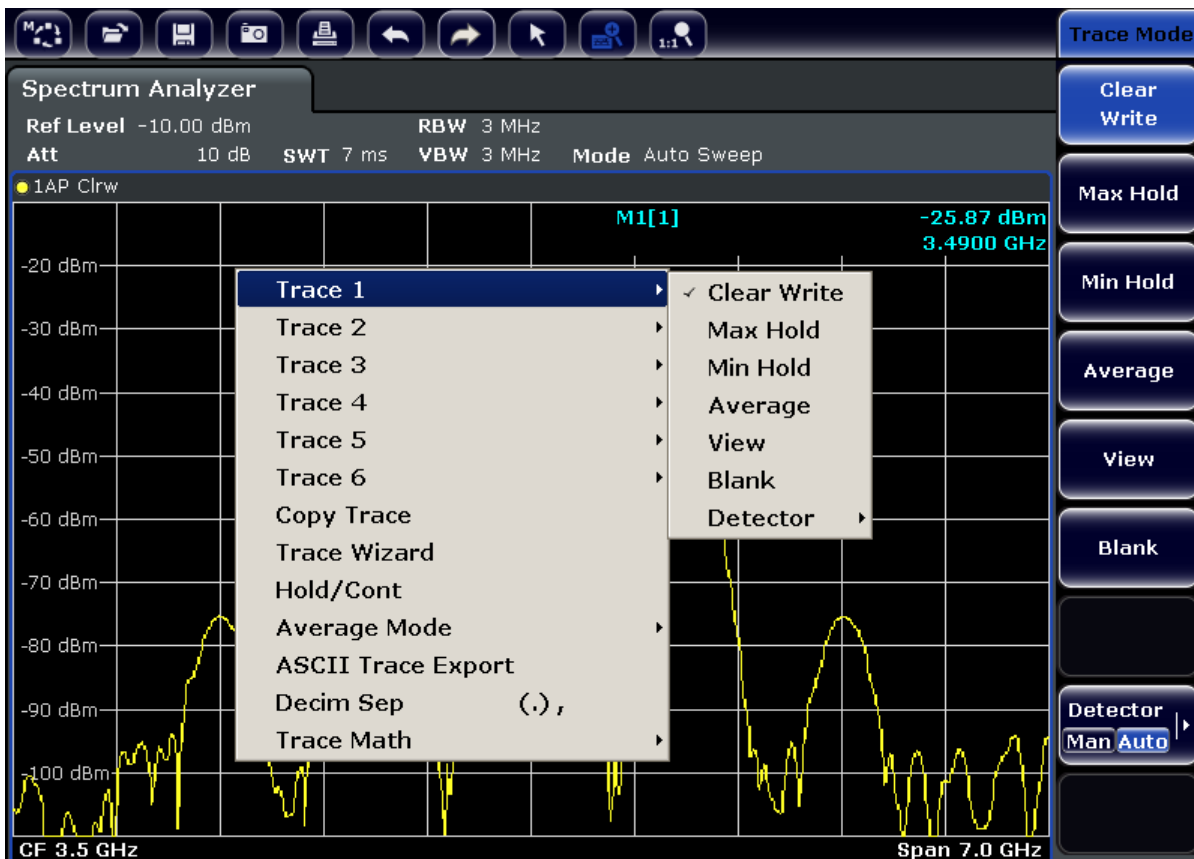 M
1:1
Trace Mode
Spectrum Analyzer
Ref Level -10.00 dBm RBW 3 MHz
Att 10 dB SWT 7 ms VBW 3 MHz Mode Auto Sweep
1AP Clrw
M1[1] -25.87 dBm
3.4900 GHz
-20 dBm
-30 dBm
-40 dBm
-50 dBm
-60 dBm
-70 dBm
-80 dBm
-90 dBm
-100 dBm
Trace 1
Trace 2
Trace 3
Trace 4
Trace 5
Trace 6
Copy Trace
Trace Wizard
Hold/Cont
Average Mode
ASCII Trace Export
Decim Sep (.) ,
Trace Math
Clear Write
Max Hold
Min Hold
Average
View
Blank
Detector
CF 3.5 GHz Span 7.0 GHz
Clear
Write
Max Hold
Min Hold
Average
View
Blank
Detector
Man Auto